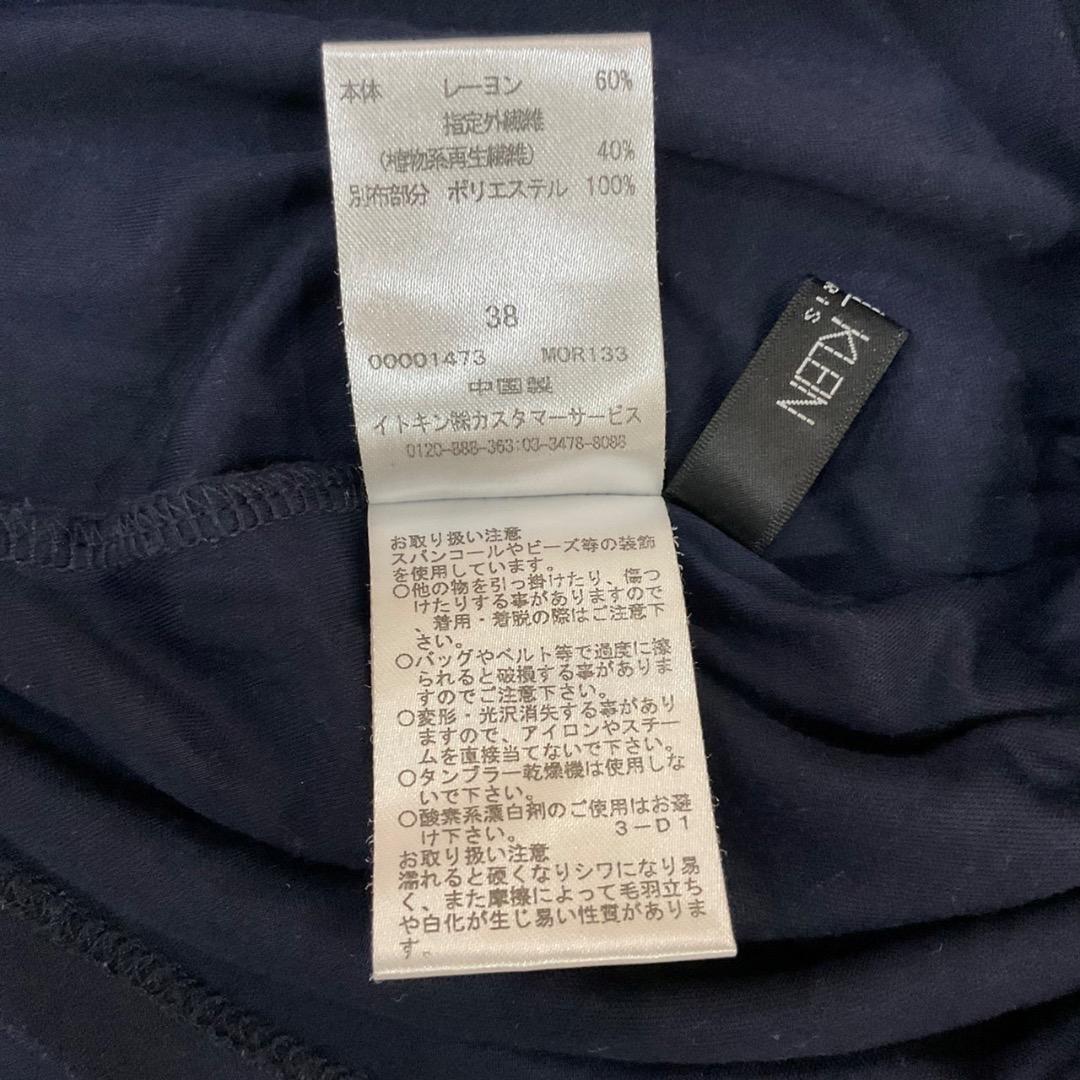 本体 レーヨン 60%
指定外繊維
(植物系再生繊維) 40%
別布部分 ポリエステル 100%
38
00001473 MOR133
中国製
イトキン㈱カスタマーサービス
0120-888-363:03-3478-8088
お取り扱い注意
スパンコールやビーズ等の装飾
を使用しています。
○他の物を引っ掛けたり、傷つ
けたりする事がありますので
、着用・着脱の際はご注意下
さい。
○バッグやベルト等で過度に擦
られると破損する事がありま
すのでご注意下さい。
○変形・光沢消失する事があり
ますので、アイロンやスチー
ムを直接当てないで下さい。
○タンブラー乾燥機は使用しな
いで下さい。
○酸素系漂白剤のご使用はお避
け下さい。 3-D1
お取り扱い注意
濡れると硬くなりシワになり易
く、また摩擦によって毛羽立ち
や白化が生じ易い性質がありま
す。
KLEIN